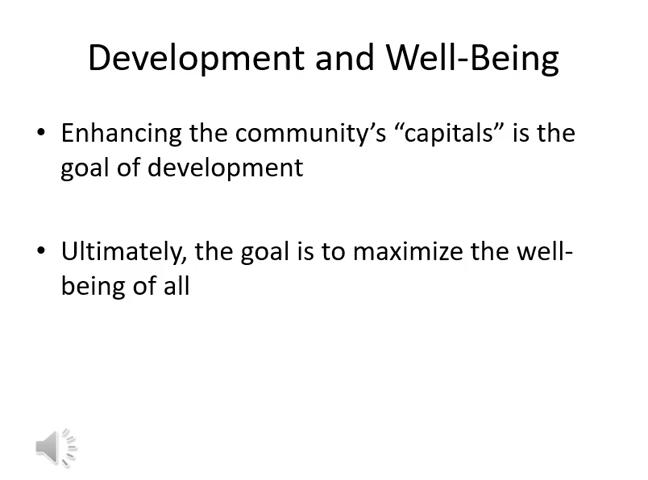 Development and Well-Being
• Enhancing the community’s “capitals” is the
goal of development
• Ultimately, the goal is to maximize the well-
being of all